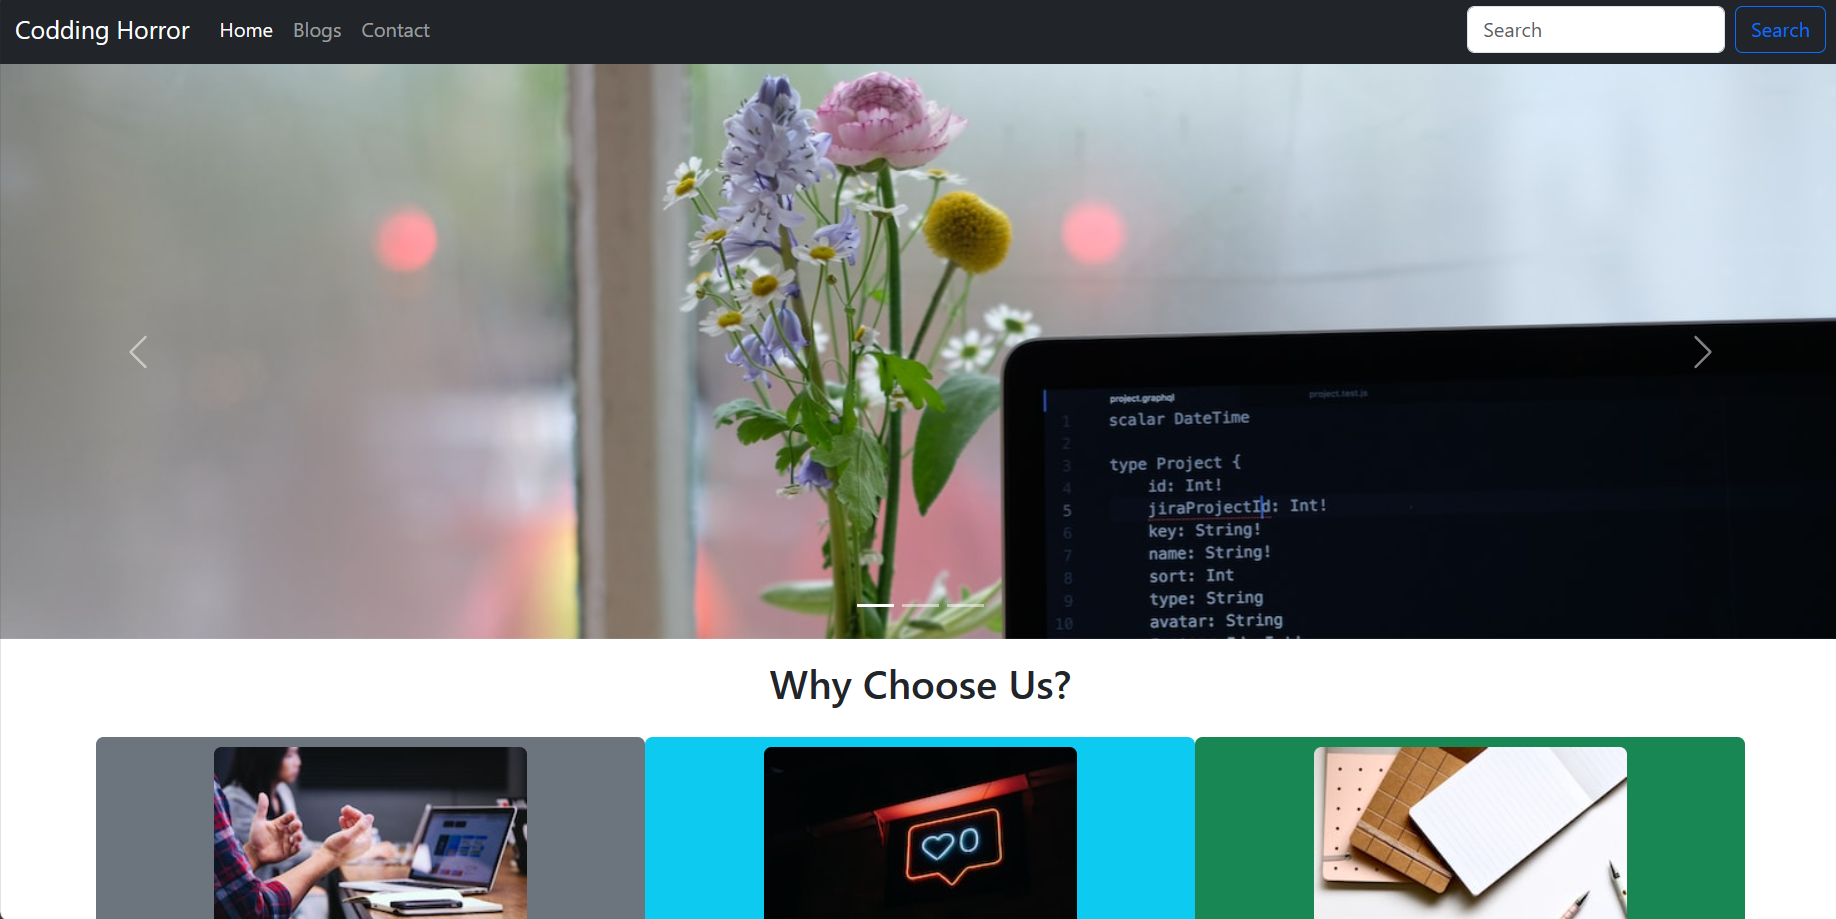 Codding Horror Home Blogs Contact Search Search
project.graphql project.test.js
1 scalar DateTime
2
3 type Project {
4 id: Int!
5 jiraProjectId: Int!
6 key: String!
7 name: String!
8 sort: Int
9 type: String
10 avatar: String
Why Choose Us?
0